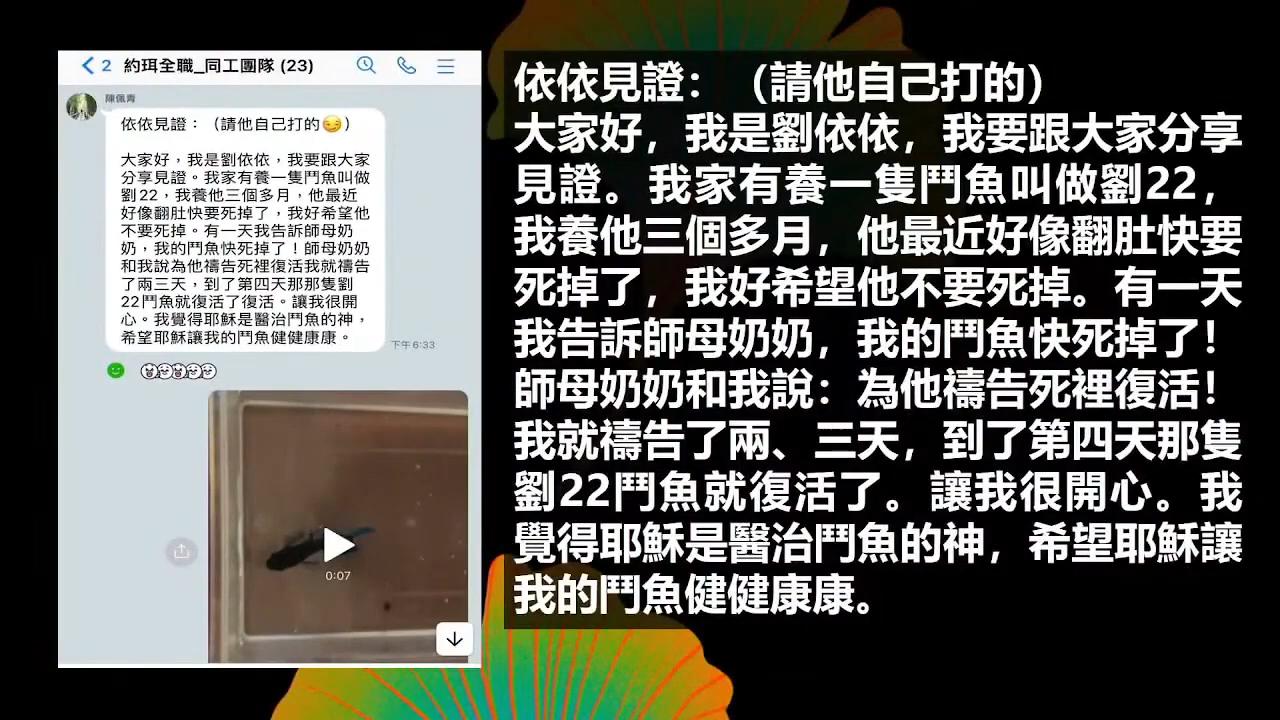 2 約珥全職_同工團隊 (23)
陳佩青
依依見證：（請他自己打的😏）
大家好，我是劉依依，我要跟大家
分享見證。我家有養一隻鬥魚叫做
劉22，我養他三個多月，他最近
好像翻肚快要死掉了，我好希望他
不要死掉。有一天我告訴師母奶
奶，我的鬥魚快死掉了！師母奶奶
和我說為他禱告死裡復活我就禱告
了兩三天，到了第四天那那隻劉
22鬥魚就復活了復活。讓我很開
心。我覺得耶穌是醫治鬥魚的神，
希望耶穌讓我的鬥魚健健康康。
下午6:33
0:07
依依見證：（請他自己打的）
大家好，我是劉依依，我要跟大家分享
見證。我家有養一隻鬥魚叫做劉22，
我養他三個多月，他最近好像翻肚快要
死掉了，我好希望他不要死掉。有一天
我告訴師母奶奶，我的鬥魚快死掉了！
師母奶奶和我說：為他禱告死裡復活！
我就禱告了兩、三天，到了第四天那隻
劉22鬥魚就復活了。讓我很開心。我
覺得耶穌是醫治鬥魚的神，希望耶穌讓
我的鬥魚健健康康。